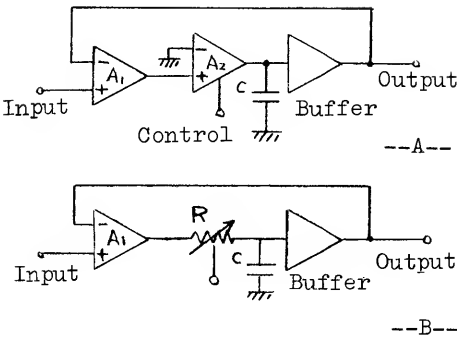 - A₁ +
- A₂ +
C
Input
Control
Buffer
Output
--A--
- A₁ +
R
C
Input
Buffer
Output
--B--